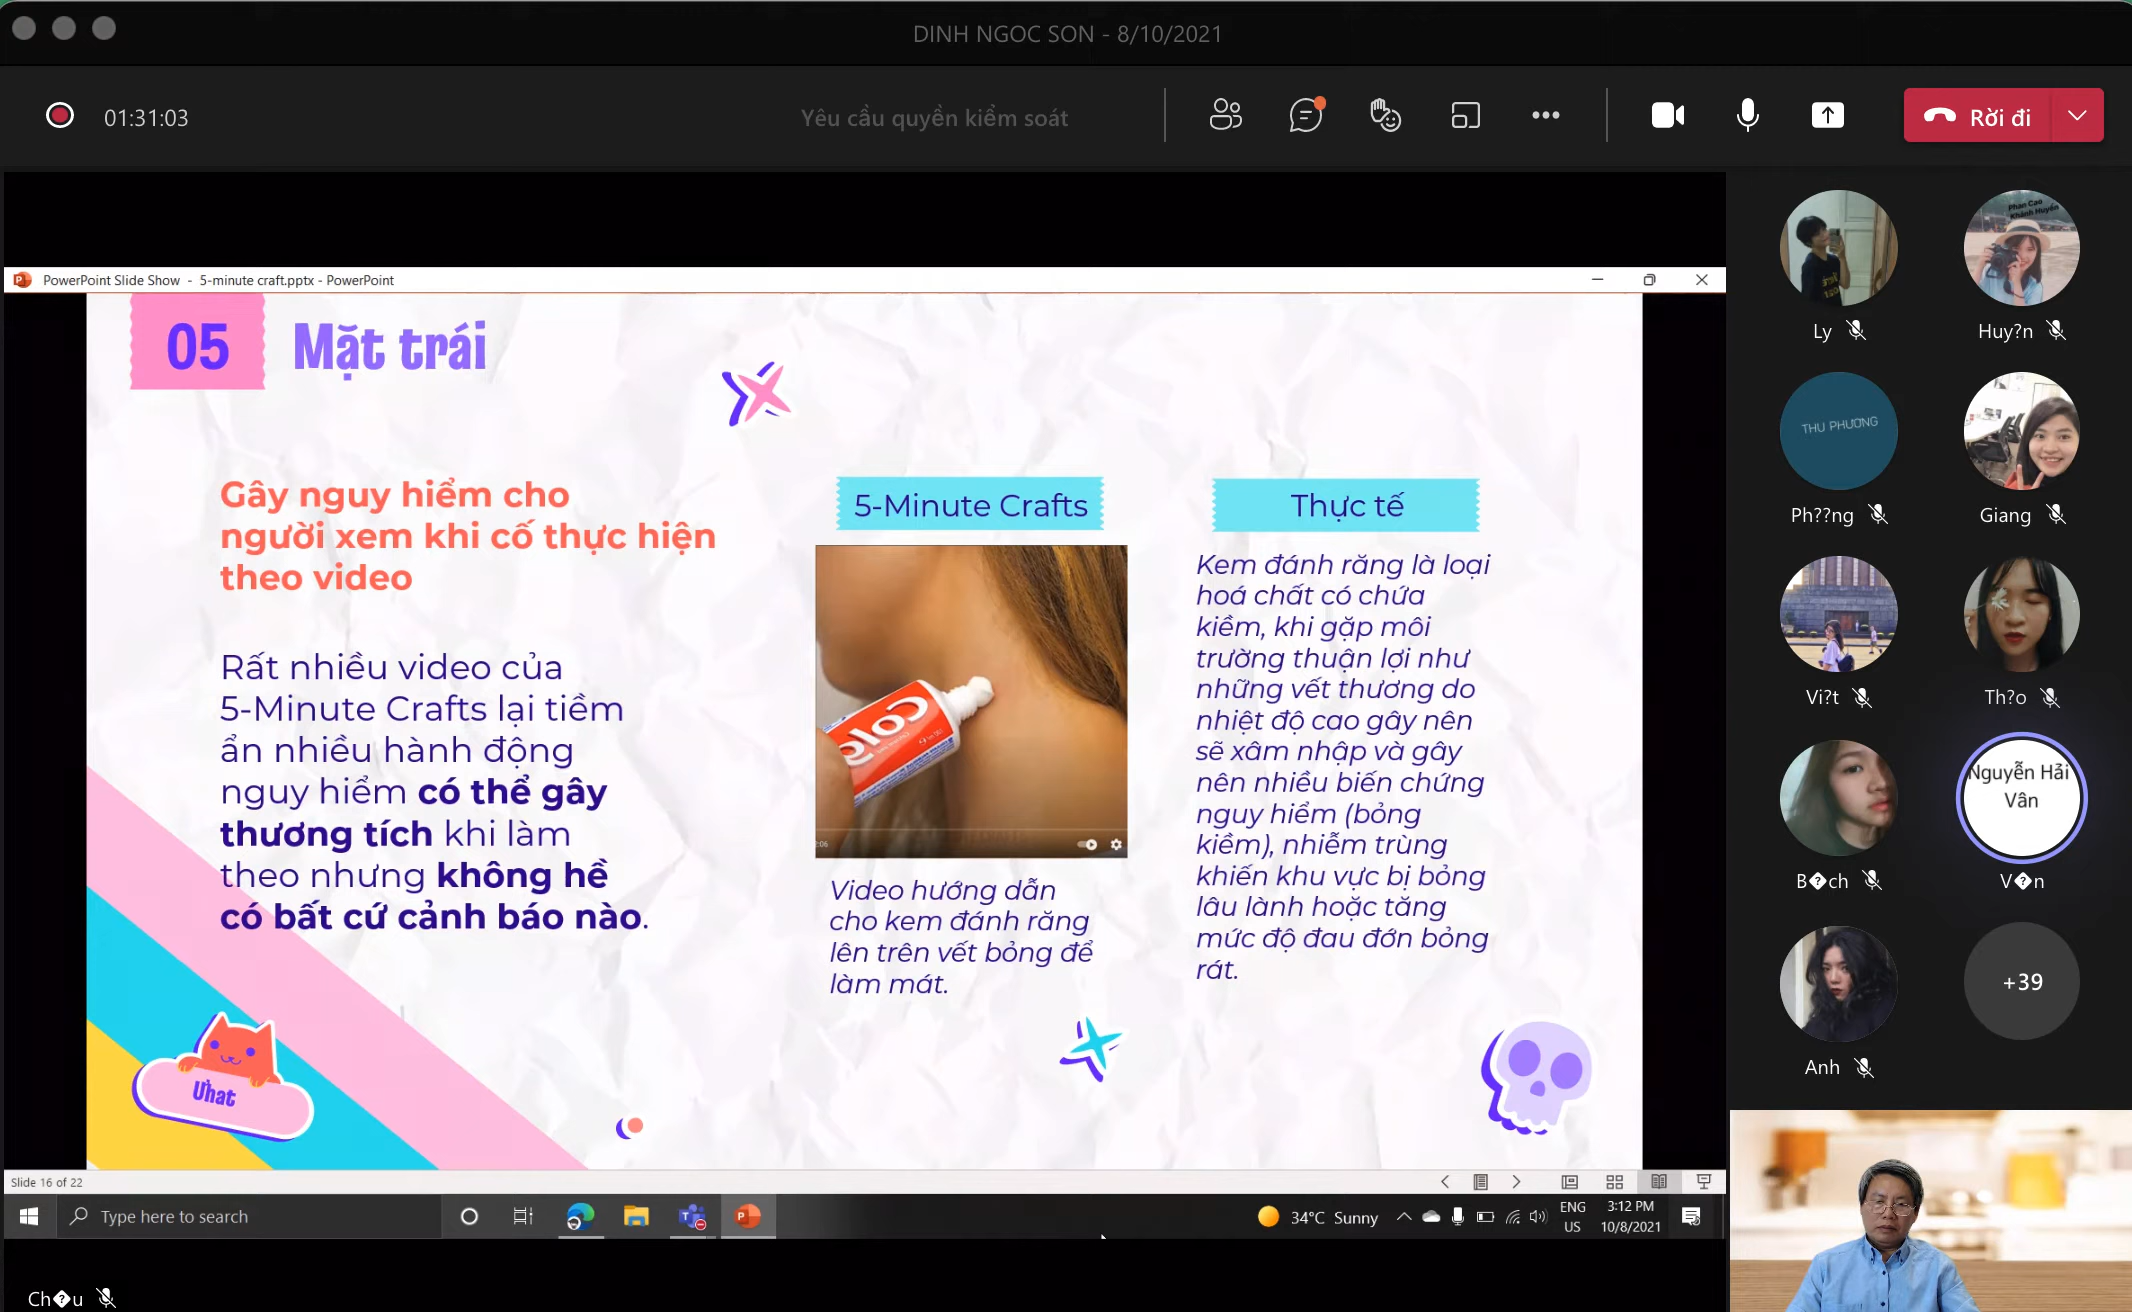 DINH NGOC SON - 8/10/2021
01:31:03
Yêu cầu quyền kiểm soát
Rời đi
PowerPoint Slide Show - 5-minute craft.pptx - PowerPoint
05
Mặt trái
Gây nguy hiểm cho
người xem khi cố thực hiện
theo video
Rất nhiều video của
5-Minute Crafts lại tiềm
ẩn nhiều hành động
nguy hiểm có thể gây
thương tích khi làm
theo nhưng không hề
có bất cứ cảnh báo nào.
What
5-Minute Crafts
Colg
2:06
Video hướng dẫn
cho kem đánh răng
lên trên vết bỏng để
làm mát.
Thực tế
Kem đánh răng là loại
hoá chất có chứa
kiềm, khi gặp môi
trường thuận lợi như
những vết thương do
nhiệt độ cao gây nên
sẽ xâm nhập và gây
nên nhiều biến chứng
nguy hiểm (bỏng
kiềm), nhiễm trùng
khiến khu vực bị bỏng
lâu lành hoặc tăng
mức độ đau đớn bỏng
rát.
Slide 16 of 22
Type here to search
34°C Sunny
ENG
US
3:12 PM
10/8/2021
Ch�u
Phan Cao
Khánh Huyền
Ly
Huy?n
THU PHƯƠNG
Ph??ng
Giang
Vi?t
Th?o
Nguyễn Hải
Vân
B�ch
V�n
+39
Anh